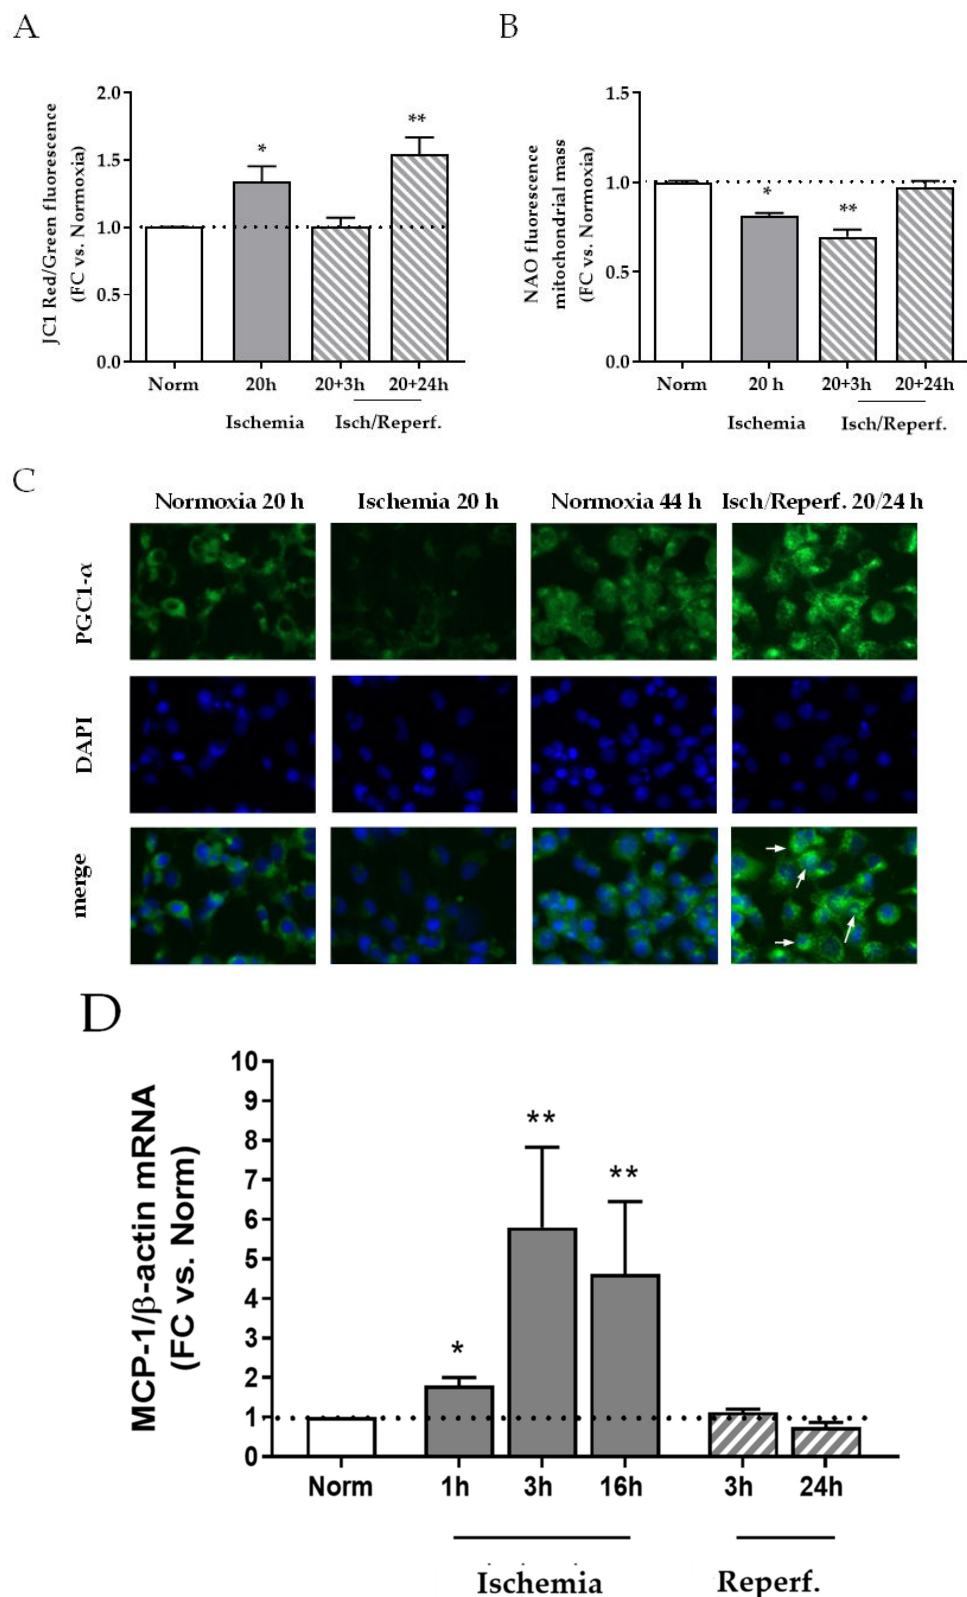 A
JC1 Red/Green fluorescence
(FC vs. Normoxia)
2.0
1.5
1.0
0.5
0.0
*
**
Norm 20h 20+3h 20+24h
Ischemia Isch/Reperf.
B
NAO fluorescence
mitochondrial mass
(FC vs. Normoxia)
1.5
1.0
0.5
0.0
*
**
Norm 20 h 20+3h 20+24h
Ischemia Isch/Reperf.
C
Normoxia 20 h Ischemia 20 h Normoxia 44 h Isch/Reperf. 20/24 h
PGC1-α
DAPI
merge
D
MCP-1/β-actin mRNA
(FC vs. Norm)
10
9
8
7
6
5
4
3
2
1
0
*
**
**
Norm 1h 3h 16h 3h 24h
Ischemia Reperf.